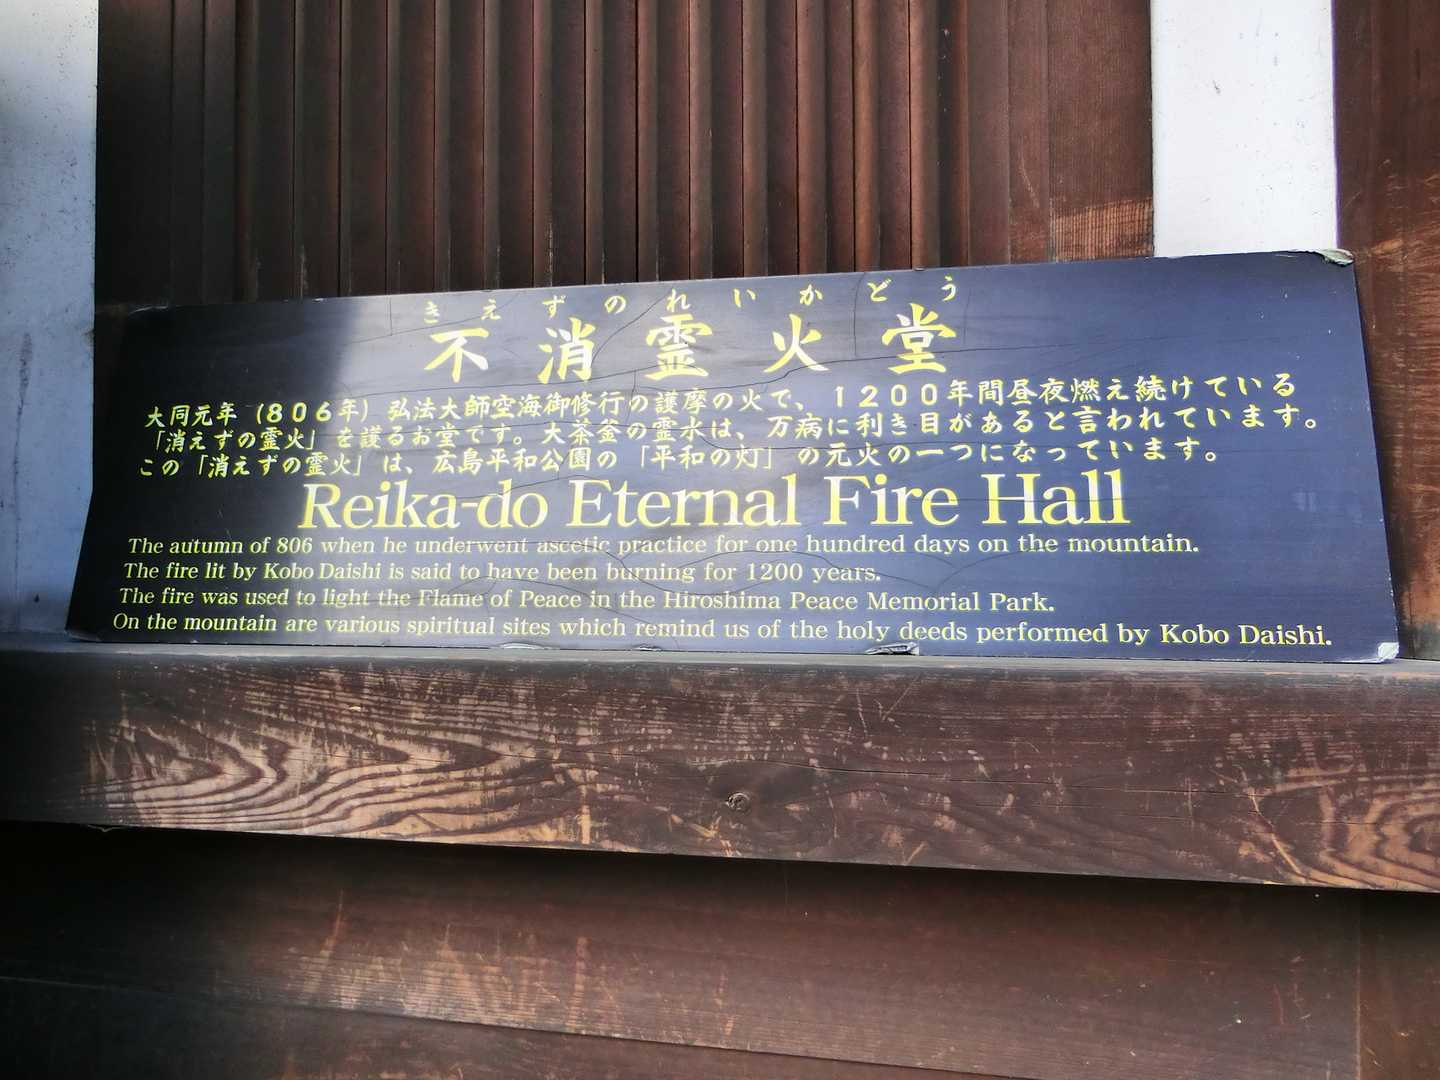 きえずのれいかどう
不消霊火堂
大同元年（８０６年）弘法大師空海御修行の護摩の火で、１２００年間昼夜燃え続けている
「消えずの霊火」を護るお堂です。大茶釜の霊水は、万病に利き目があると言われています。
この「消えずの霊火」は、広島平和公園の「平和の灯」の元火の一つになっています。
Reika-do Eternal Fire Hall
The autumn of 806 when he underwent ascetic practice for one hundred days on the mountain.
The fire lit by Kobo Daishi is said to have been burning for 1200 years.
The fire was used to light the Flame of Peace in the Hiroshima Peace Memorial Park.
On the mountain are various spiritual sites which remind us of the holy deeds performed by Kobo Daishi.